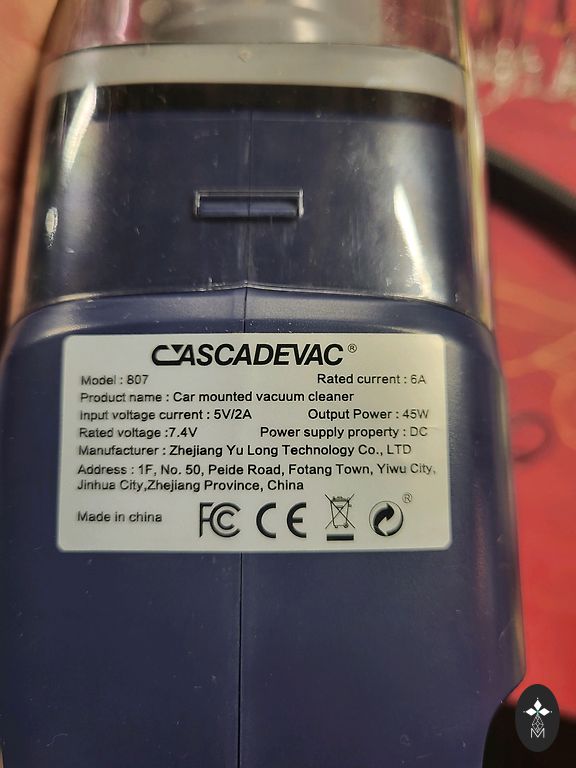 CASCADEVAC®
Model : 807 Rated current : 6A
Product name : Car mounted vacuum cleaner
Input voltage current : 5V/2A Output Power : 45W
Rated voltage :7.4V Power supply property : DC
Manufacturer : Zhejiang Yu Long Technology Co., LTD
Address : 1F, No. 50, Peide Road, Fotang Town, Yiwu City,
Jinhua City,Zhejiang Province, China
Made in china FC CE ®
M